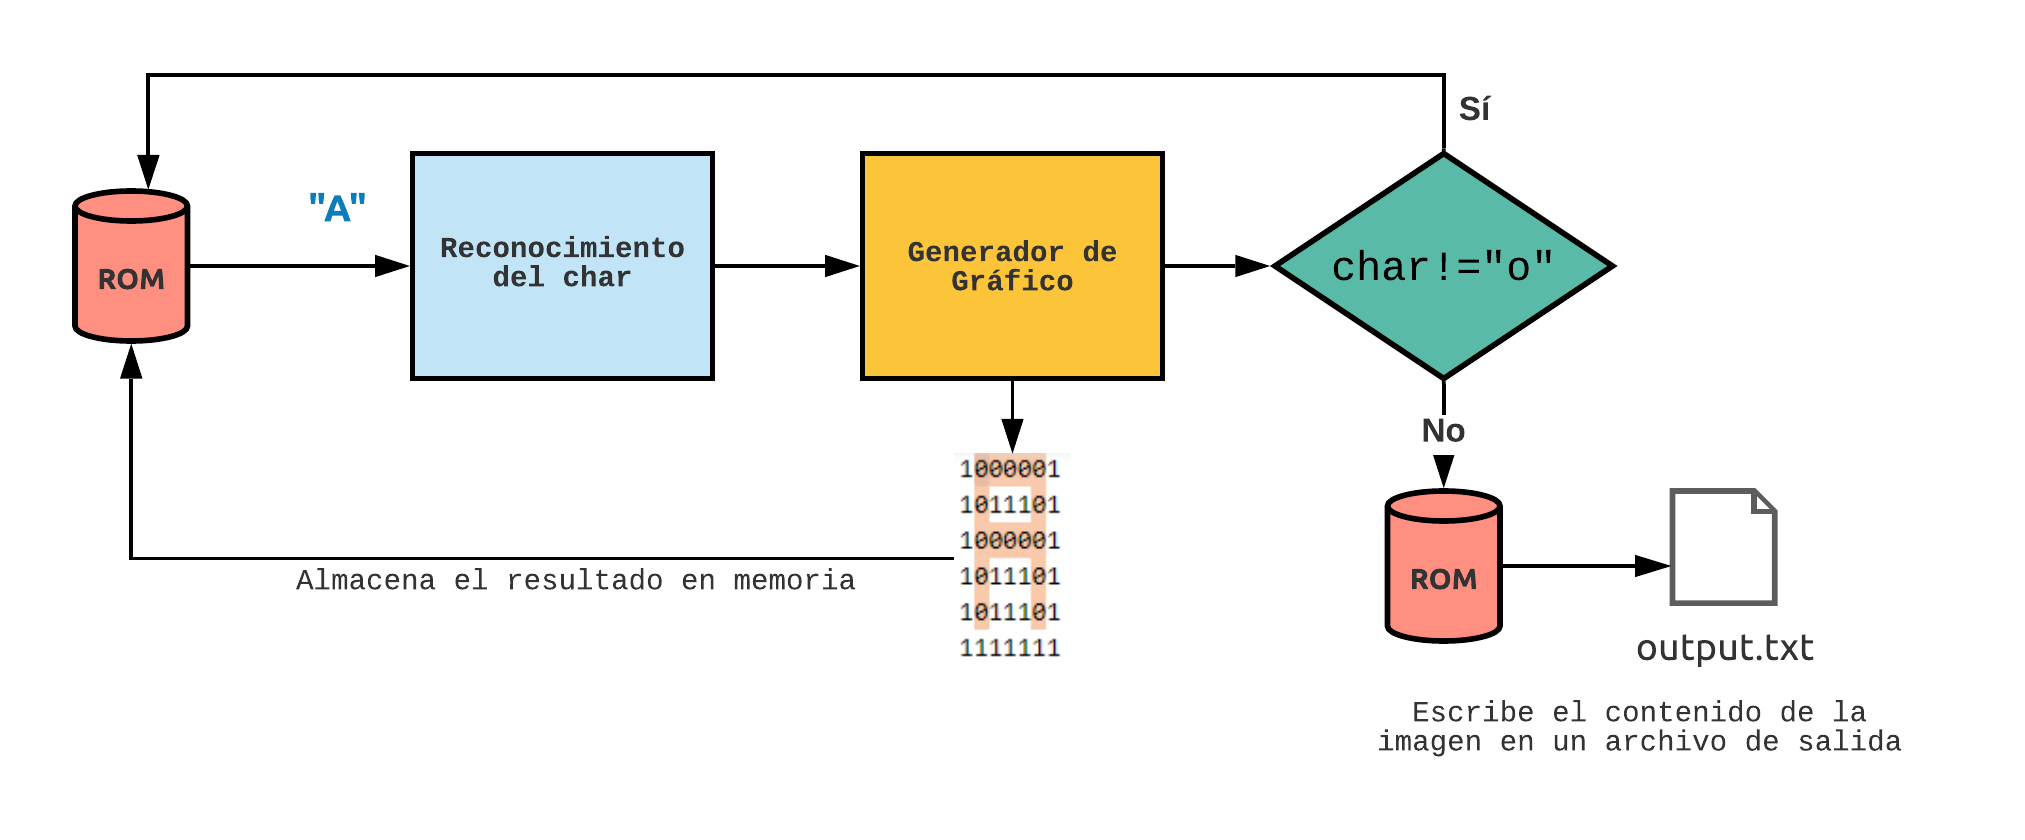 Sí
"A"
ROM
Reconocimiento
del char
Generador de
Gráfico
char!="o"
No
1000001
1011101
1000001
1011101
1011101
1111111
Almacena el resultado en memoria
ROM
output.txt
Escribe el contenido de la
imagen en un archivo de salida